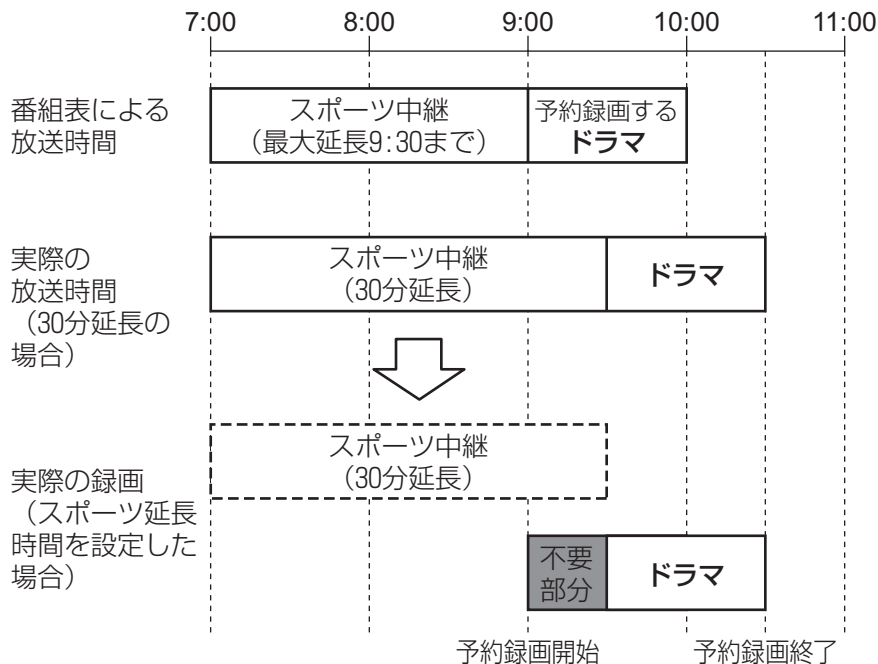 7:00 8:00 9:00 10:00 11:00
番組表による
放送時間
スポーツ中継
（最大延長9:30まで）
予約録画する
ドラマ
実際の
放送時間
（30分延長の
場合）
スポーツ中継
（30分延長）
ドラマ
スポーツ中継
（30分延長）
実際の録画
（スポーツ延長
時間を設定した
場合）
不要
部分
ドラマ
予約録画開始 予約録画終了